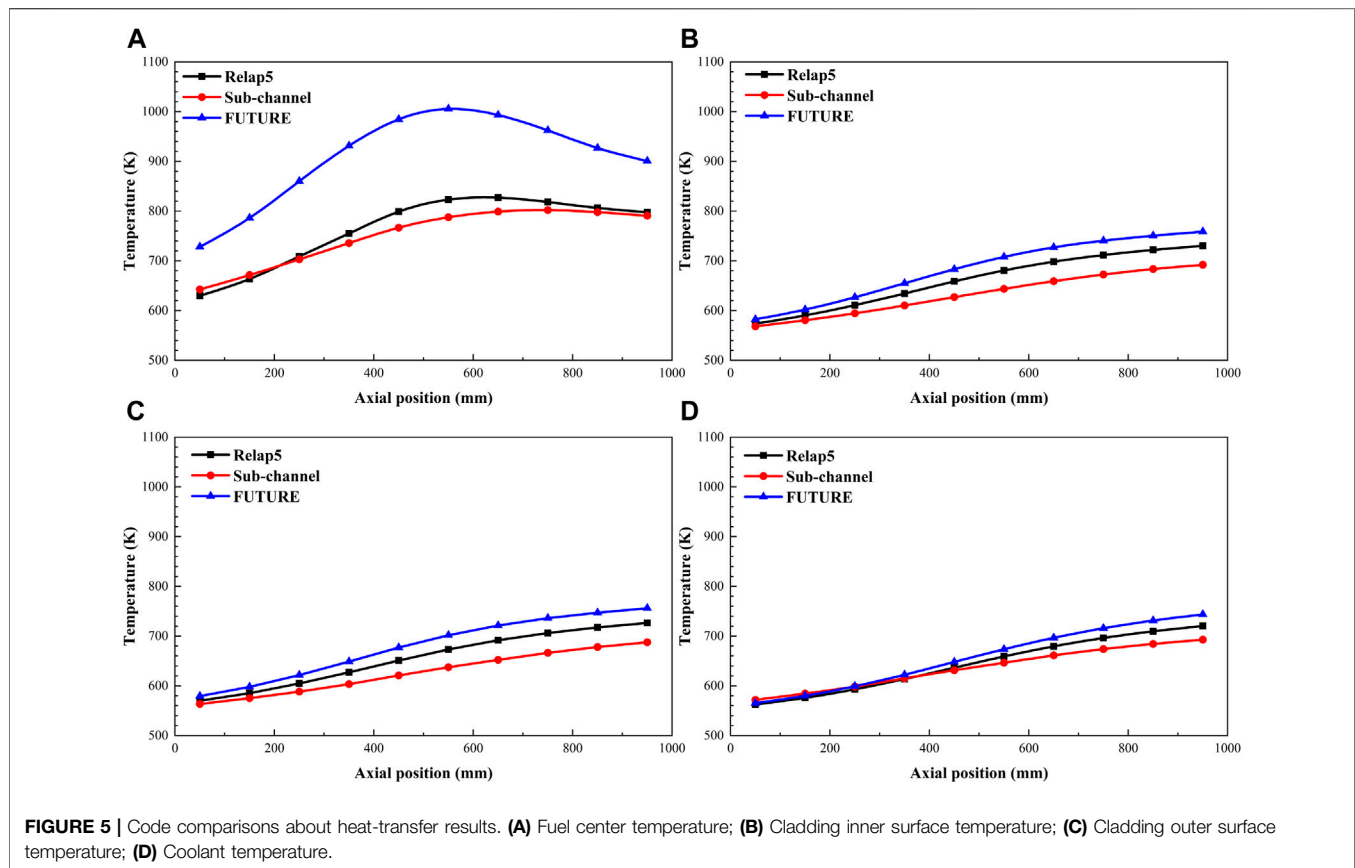 A
1100
1000
900
800
700
600
500
Temperature (K)
Relap5
Sub-channel
FUTURE
0
200
400
600
800
1000
Axial position (mm)
B
1100
1000
900
800
700
600
500
Temperature (K)
Relap5
Sub-channel
FUTURE
0
200
400
600
800
1000
Axial position (mm)
C
1100
1000
900
800
700
600
500
Temperature (K)
Relap5
Sub-channel
FUTURE
0
200
400
600
800
1000
Axial position (mm)
D
1100
1000
900
800
700
600
500
Temperature (K)
Relap5
Sub-channel
FUTURE
0
200
400
600
800
1000
Axial position (mm)
FIGURE 5 | Code comparisons about heat-transfer results. (A) Fuel center temperature; (B) Cladding inner surface temperature; (C) Cladding outer surface
temperature; (D) Coolant temperature.